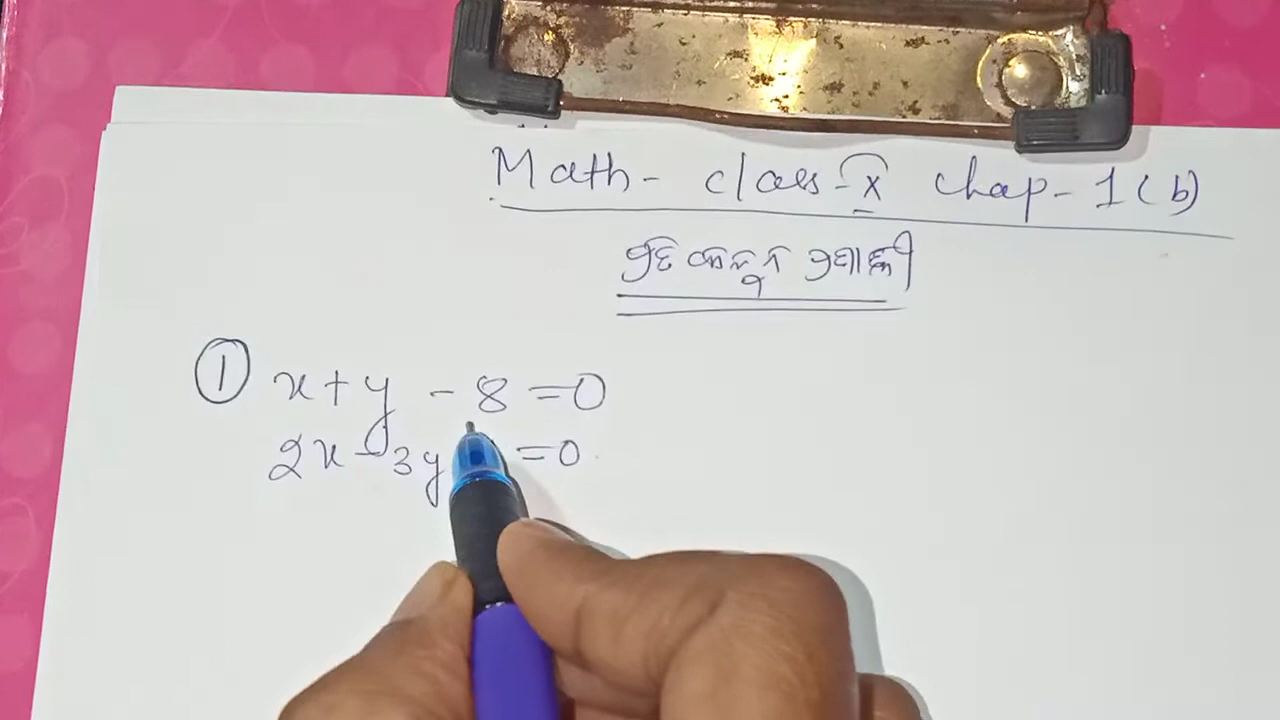 Math - class - X chap - 1(b)
ପ୍ରତିକଳ୍ପନ ପ୍ରଣାଳୀ
① x + y - 8 = 0
2x - 3y = 0